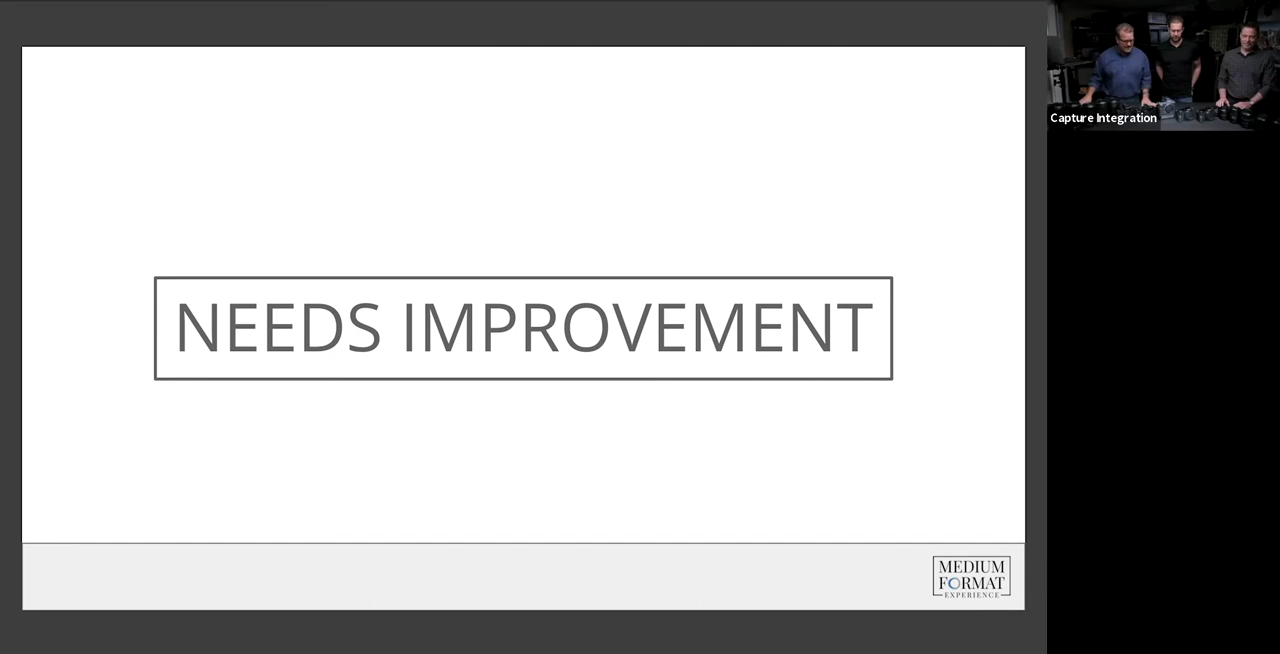 NEEDS IMPROVEMENT
Capture Integration
MEDIUM
FORMAT
EXPERIENCE